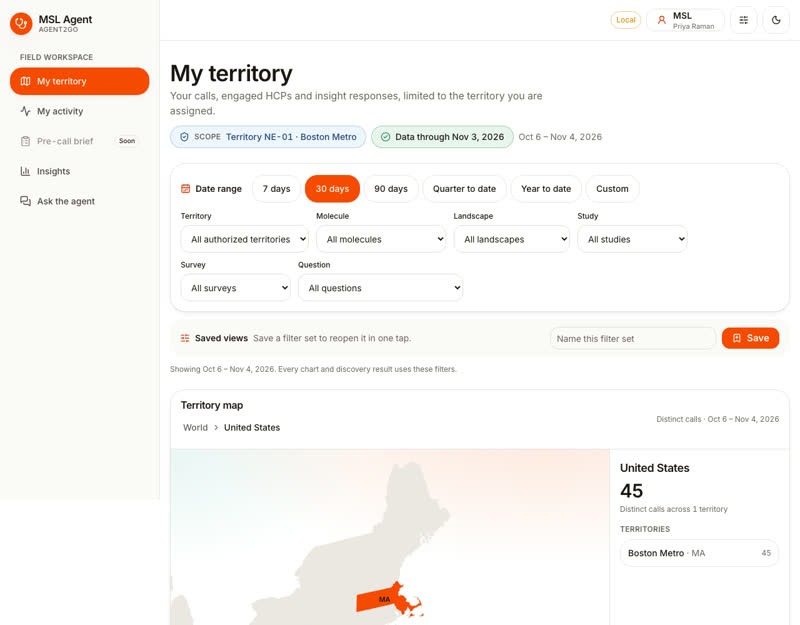 MSL Agent
AGENT2GO
Local
MSL
Priya Raman
FIELD WORKSPACE
My territory
My activity
Pre-call brief Soon
Insights
Ask the agent
My territory
Your calls, engaged HCPs and insight responses, limited to the territory you are
assigned.
SCOPE Territory NE-01 · Boston Metro
Data through Nov 3, 2026
Oct 6 – Nov 4, 2026
Date range 7 days 30 days 90 days Quarter to date Year to date Custom
Territory Molecule Landscape Study
All authorized territories All molecules All landscapes All studies
Survey Question
All surveys All questions
Saved views Save a filter set to reopen it in one tap. Name this filter set Save
Showing Oct 6 – Nov 4, 2026. Every chart and discovery result uses these filters.
Territory map
World > United States
Distinct calls · Oct 6 – Nov 4, 2026
MA
United States
45
Distinct calls across 1 territory
TERRITORIES
Boston Metro · MA 45